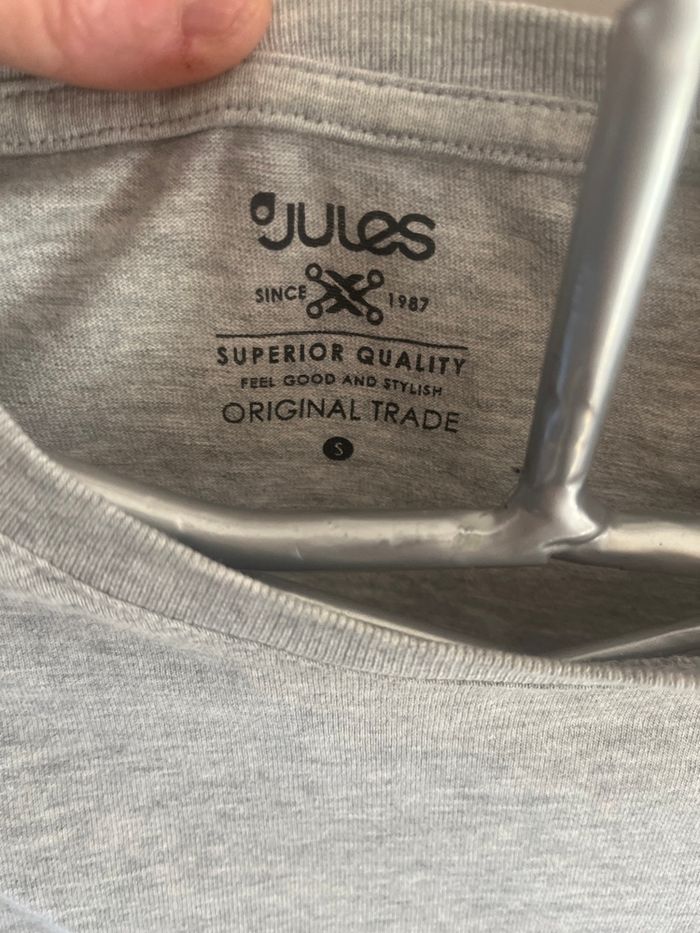 JULES
SINCE 1987
SUPERIOR QUALITY
FEEL GOOD AND STYLISH
ORIGINAL TRADE
S